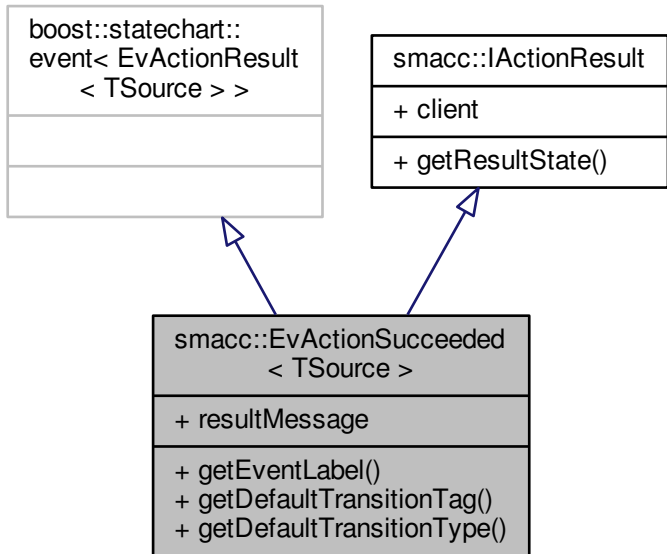 boost::statechart::
event< EvActionResult
< TSource > >
smacc::IActionResult
+ client
+ getResultState()
smacc::EvActionSucceeded
< TSource >
+ resultMessage
+ getEventLabel()
+ getDefaultTransitionTag()
+ getDefaultTransitionType()